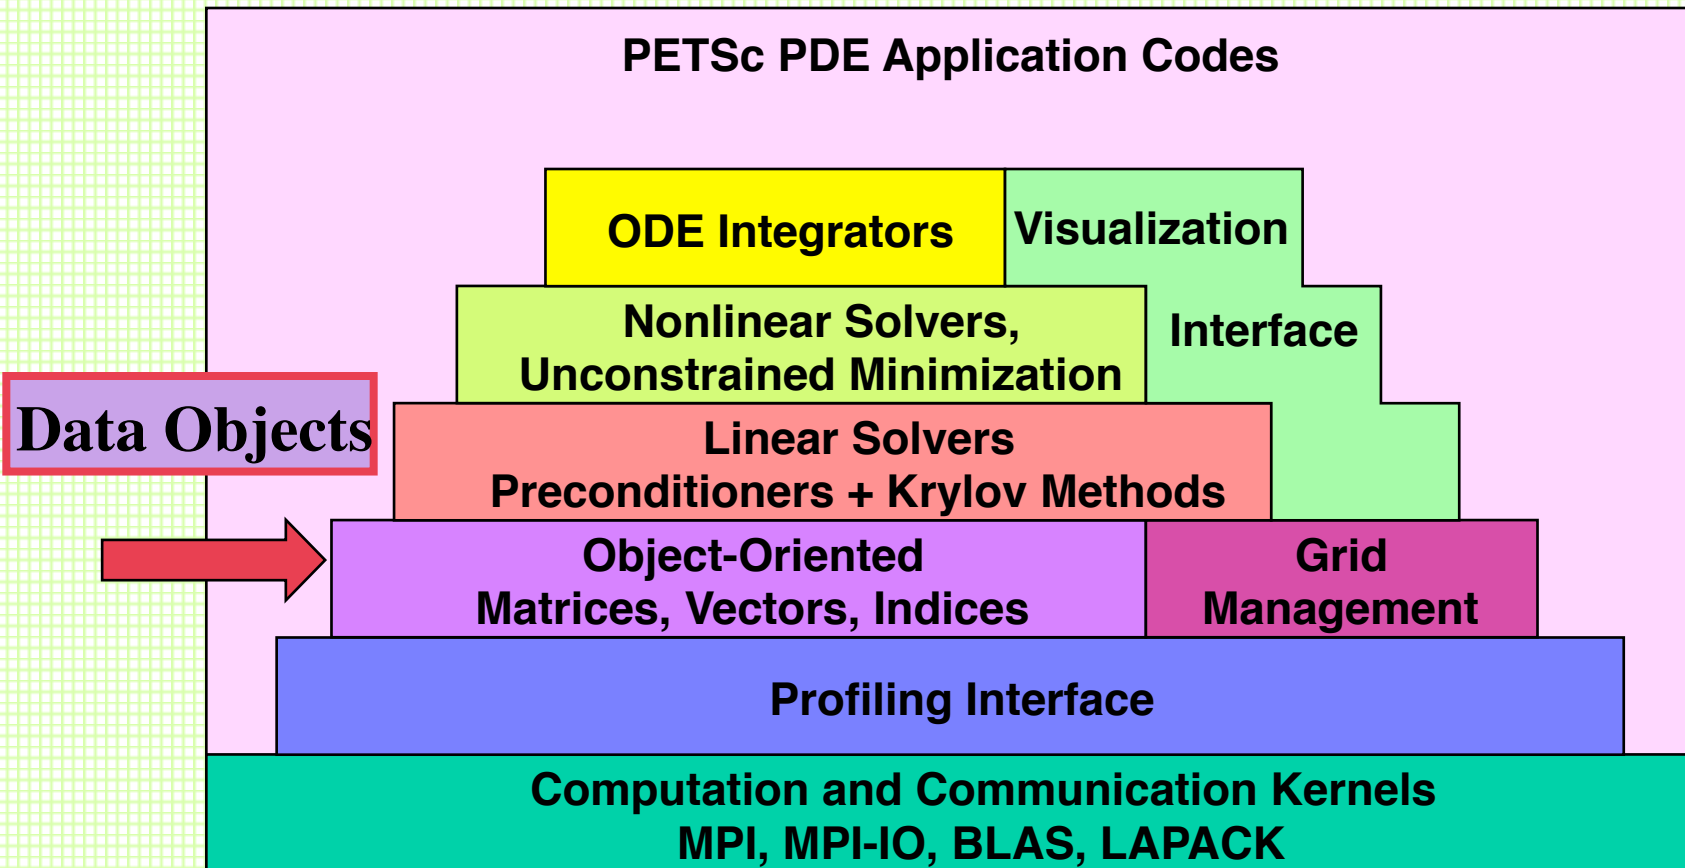 PETSc PDE Application Codes
ODE Integrators
Visualization
Nonlinear Solvers,
Unconstrained Minimization
Interface
Data Objects
Linear Solvers
Preconditioners + Krylov Methods
Object-Oriented
Matrices, Vectors, Indices
Grid
Management
Profiling Interface
Computation and Communication Kernels
MPI, MPI-IO, BLAS, LAPACK